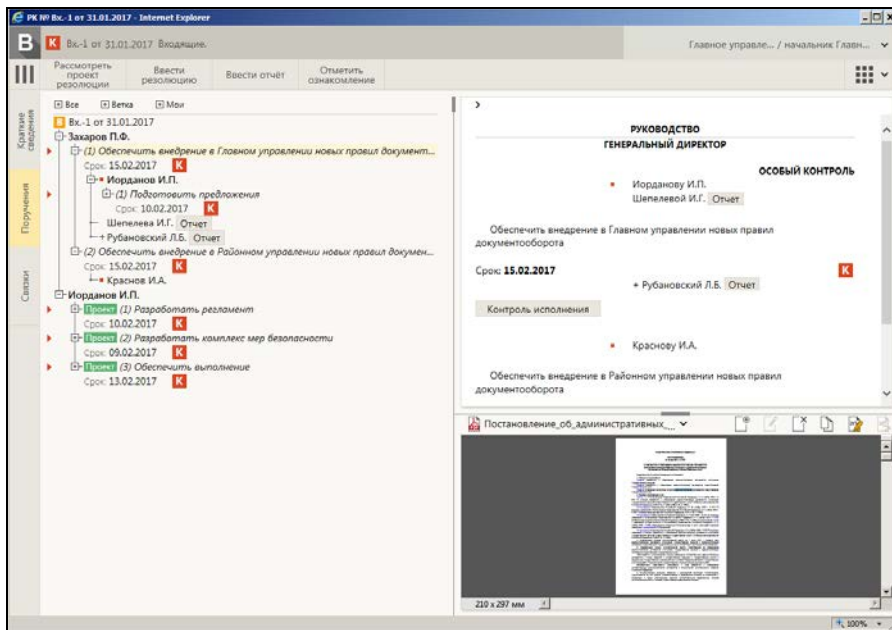 РК № Вх.-1 от 31.01.2017 - Internet Explorer
В К Вх.-1 от 31.01.2017 Входящие.
Главное управле... / начальник Главн...
Рассмотреть проект резолюции
Ввести резолюцию
Ввести отчёт
Отметить ознакомление
Краткие сведения
Поручения
Связки
Все Ветка Мои
В Вх.-1 от 31.01.2017
Захаров П.Ф.
(1) Обеспечить внедрение в Главном управлении новых правил документ...
Срок: 15.02.2017 К
Иорданов И.П.
(1) Подготовить предложения
Срок: 10.02.2017 К
Шепелева И.Г. Отчет
+ Рубановский Л.Б. Отчет
(2) Обеспечить внедрение в Районном управлении новых правил докумен...
Срок: 15.02.2017 К
Краснов И.А.
Иорданов И.П.
Проект (1) Разработать регламент
Срок: 10.02.2017 К
Проект (2) Разработать комплекс мер безопасности
Срок: 09.02.2017 К
Проект (3) Обеспечить выполнение
Срок: 13.02.2017 К
РУКОВОДСТВО
ГЕНЕРАЛЬНЫЙ ДИРЕКТОР
ОСОБЫЙ КОНТРОЛЬ
Иорданову И.П.
Шепелевой И.Г. Отчет
Обеспечить внедрение в Главном управлении новых правил
документооборота
Срок: 15.02.2017 К
+ Рубановский Л.Б. Отчет
Контроль исполнения
Краснову И.А.
Обеспечить внедрение в Районном управлении новых правил
документооборота
Постановление_об_административных_...
210 x 297 мм
100%